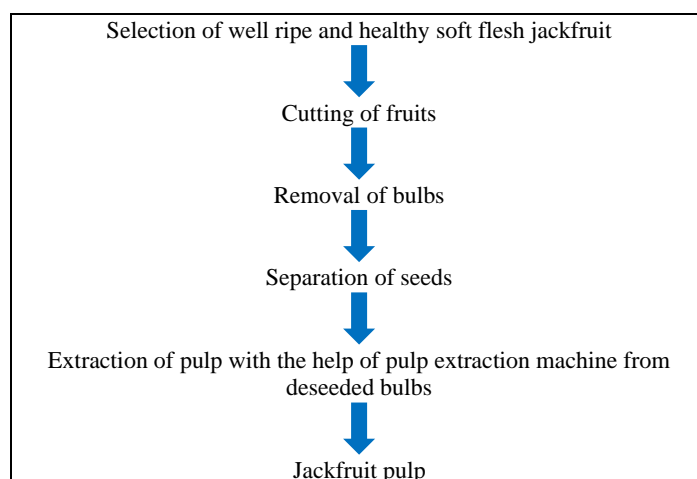 Selection of well ripe and healthy soft flesh jackfruit
Cutting of fruits
Removal of bulbs
Separation of seeds
Extraction of pulp with the help of pulp extraction machine from
deseeded bulbs
Jackfruit pulp